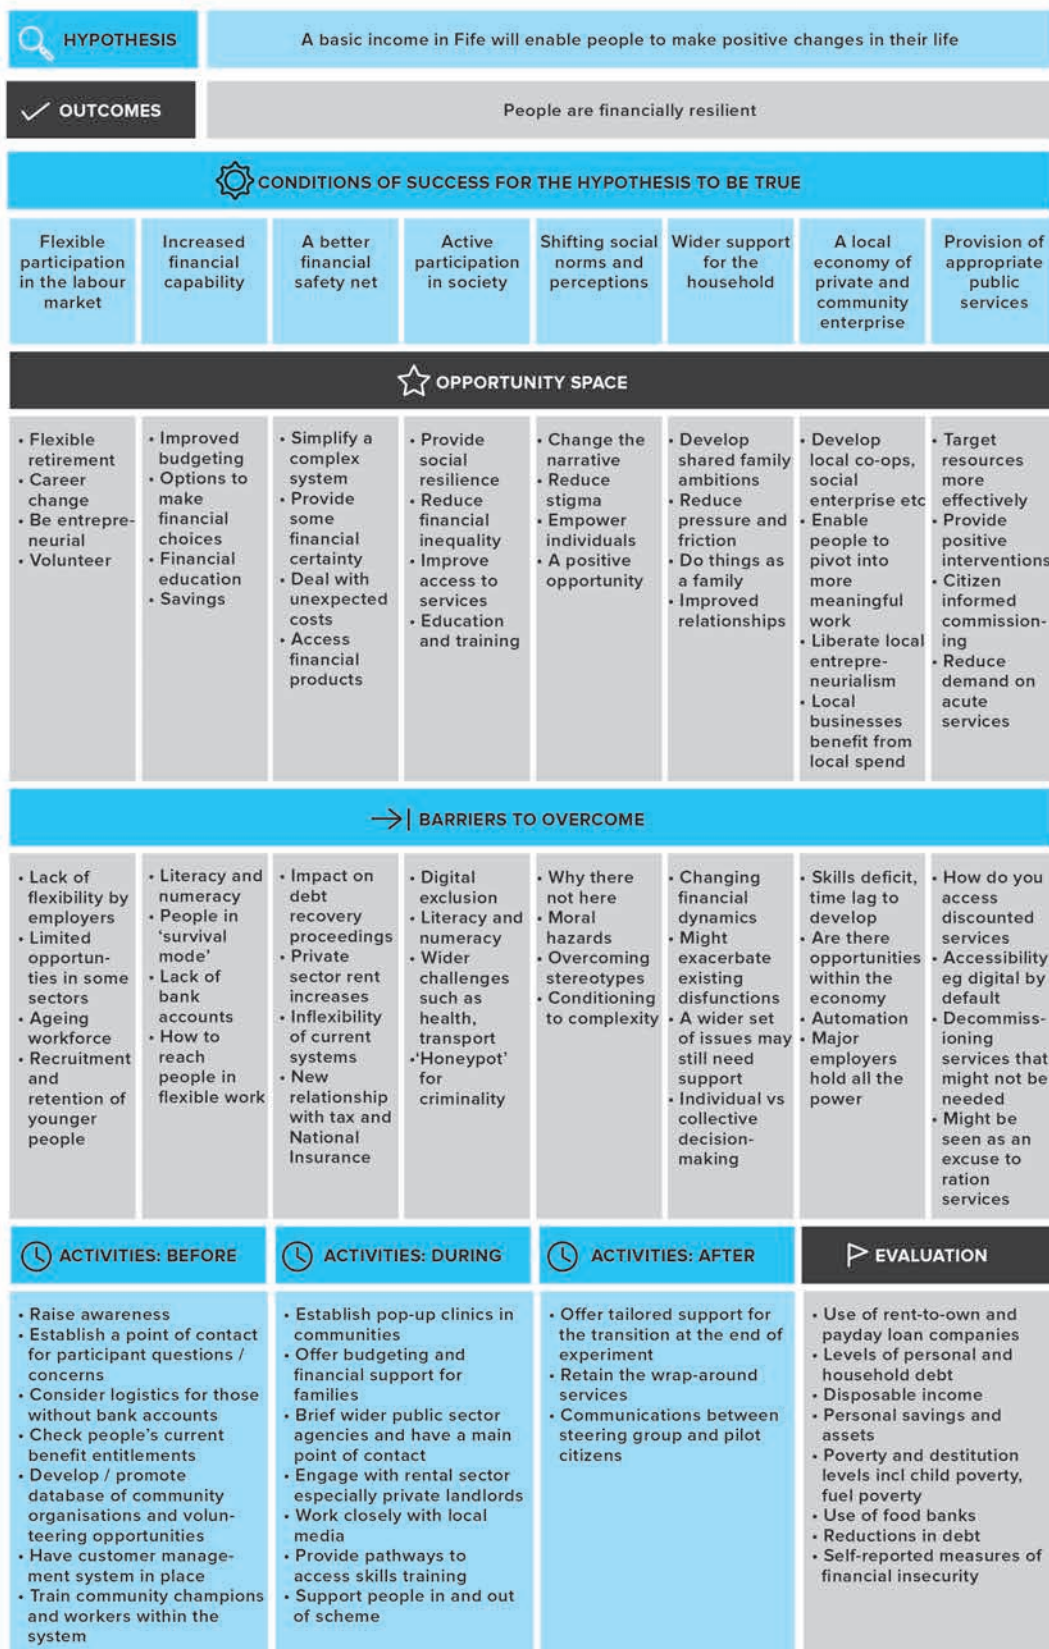 HYPOTHESIS
A basic income in Fife will enable people to make positive changes in their life
OUTCOMES
People are financially resilient
CONDITIONS OF SUCCESS FOR THE HYPOTHESIS TO BE TRUE
Flexible
participation
in the labour
market
Increased
financial
capability
A better
financial
safety net
Active
participation
in society
Shifting social
norms and
perceptions
Wider support
for the
household
A local
economy of
private and
community
enterprise
Provision of
appropriate
public
services
OPPORTUNITY SPACE
• Flexible
retirement
• Career
change
• Be entrepre-
neurial
• Volunteer
• Improved
budgeting
• Options to
make
financial
choices
• Financial
education
• Savings
• Simplify a
complex
system
• Provide
some
financial
certainty
• Deal with
unexpected
costs
• Access
financial
products
• Provide
social
resilience
• Reduce
financial
inequality
• Improve
access to
services
• Education
and training
• Change the
narrative
• Reduce
stigma
• Empower
individuals
• A positive
opportunity
• Develop
shared family
ambitions
• Reduce
pressure and
friction
• Do things as
a family
• Improved
relationships
• Develop
local co-ops,
social
enterprise etc
• Enable
people to
pivot into
more
meaningful
work
• Liberate local
entrepre-
neurialism
• Local
businesses
benefit from
local spend
• Target
resources
more
effectively
• Provide
positive
interventions
• Citizen
informed
commission-
ing
• Reduce
demand on
acute
services
BARRIERS TO OVERCOME
• Lack of
flexibility by
employers
• Limited
opportun-
ities in some
sectors
• Ageing
workforce
• Recruitment
and
retention of
younger
people
• Literacy and
numeracy
• People in
‘survival
mode’
• Lack of
bank
accounts
• How to
reach
people in
flexible work
• Impact on
debt
recovery
proceedings
• Private
sector rent
increases
• Inflexibility
of current
systems
• New
relationship
with tax and
National
Insurance
• Digital
exclusion
• Literacy and
numeracy
• Wider
challenges
such as
health,
transport
•‘Honeypot’
for
criminality
• Why there
not here
• Moral
hazards
• Overcoming
stereotypes
• Conditioning
to complexity
• Changing
financial
dynamics
• Might
exacerbate
existing
disfunctions
• A wider set
of issues may
still need
support
• Individual vs
collective
decision-
making
• Skills deficit,
time lag to
develop
• Are there
opportunities
within the
economy
• Automation
• Major
employers
hold all the
power
• How do you
access
discounted
services
• Accessibility
eg digital by
default
• Decommiss-
ioning
services that
might not be
needed
• Might be
seen as an
excuse to
ration
services
ACTIVITIES: BEFORE
• Raise awareness
• Establish a point of contact
for participant questions /
concerns
• Consider logistics for those
without bank accounts
• Check people's current
benefit entitlements
• Develop / promote
database of community
organisations and volun-
teering opportunities
• Have customer manage-
ment system in place
• Train community champions
and workers within the
system
ACTIVITIES: DURING
• Establish pop-up clinics in
communities
• Offer budgeting and
financial support for
families
• Brief wider public sector
agencies and have a main
point of contact
• Engage with rental sector
especially private landlords
• Work closely with local
media
• Provide pathways to
access skills training
• Support people in and out
of scheme
ACTIVITIES: AFTER
• Offer tailored support for
the transition at the end of
experiment
• Retain the wrap-around
services
• Communications between
steering group and pilot
citizens
EVALUATION
• Use of rent-to-own and
payday loan companies
• Levels of personal and
household debt
• Disposable income
• Personal savings and
assets
• Poverty and destitution
levels incl child poverty,
fuel poverty
• Use of food banks
• Reductions in debt
• Self-reported measures of
financial insecurity